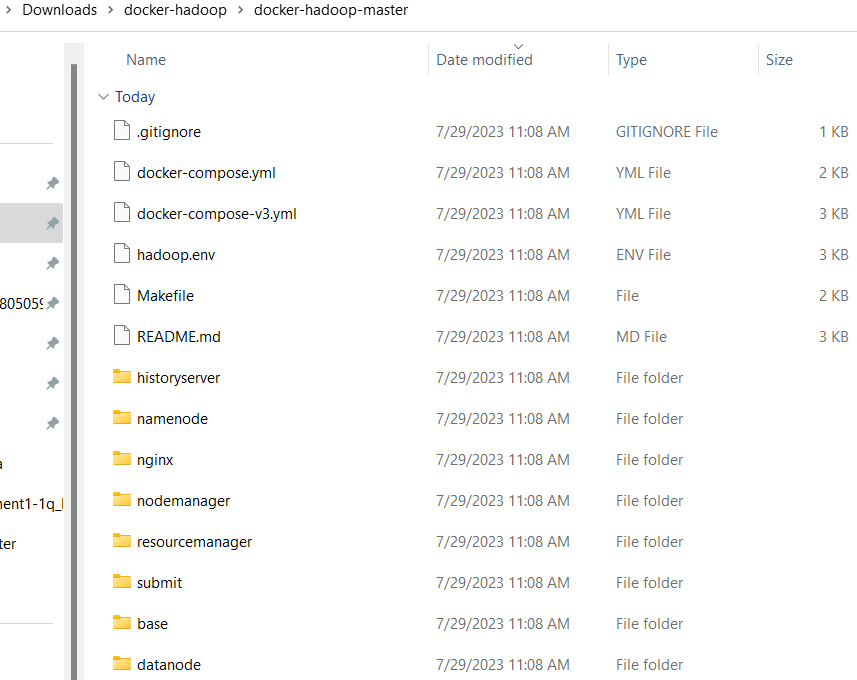 Downloads > docker-hadoop > docker-hadoop-master
Name Date modified Type Size
Today
.gitignore 7/29/2023 11:08 AM GITIGNORE File 1 KB
docker-compose.yml 7/29/2023 11:08 AM YML File 2 KB
docker-compose-v3.yml 7/29/2023 11:08 AM YML File 3 KB
hadoop.env 7/29/2023 11:08 AM ENV File 3 KB
Makefile 7/29/2023 11:08 AM File 2 KB
805059
README.md 7/29/2023 11:08 AM MD File 3 KB
historyserver 7/29/2023 11:08 AM File folder
namenode 7/29/2023 11:08 AM File folder
nginx 7/29/2023 11:08 AM File folder
a
nodemanager 7/29/2023 11:08 AM File folder
nent1-1q_l
resourcemanager 7/29/2023 11:08 AM File folder
ter
submit 7/29/2023 11:08 AM File folder
base 7/29/2023 11:08 AM File folder
datanode 7/29/2023 11:08 AM File folder